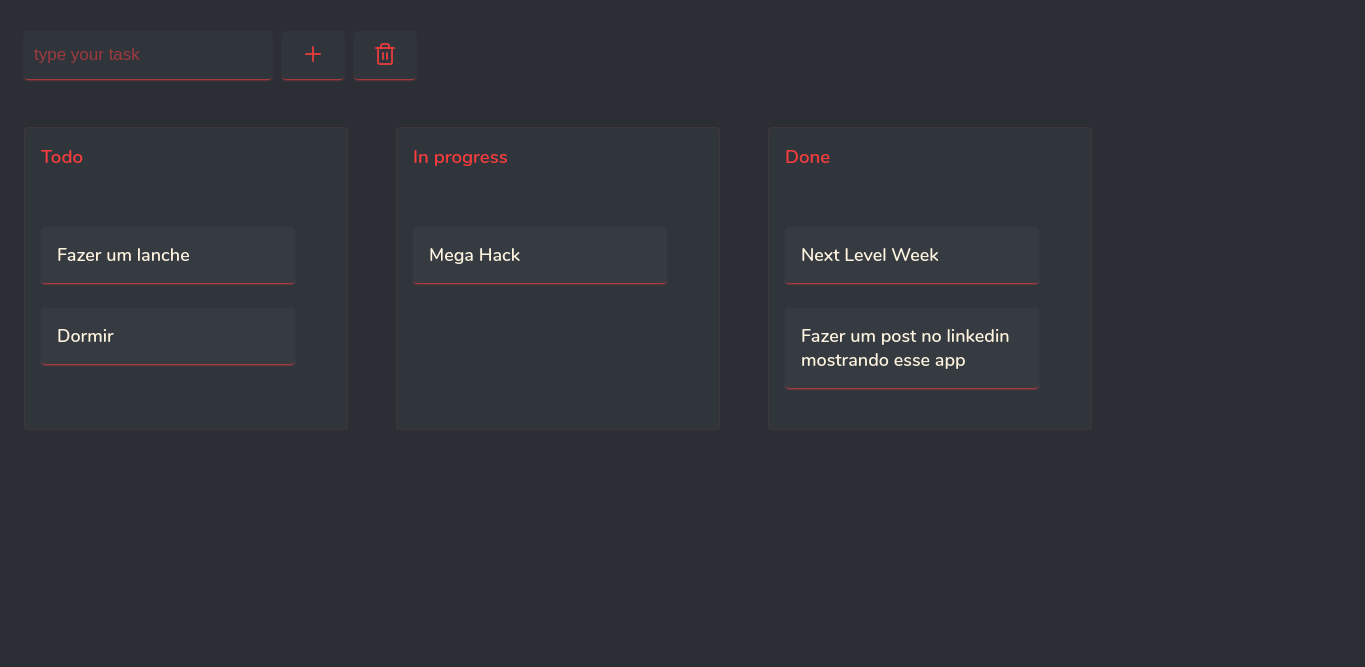 type your task
Todo
Fazer um lanche
Dormir
In progress
Mega Hack
Done
Next Level Week
Fazer um post no linkedin
mostrando esse app